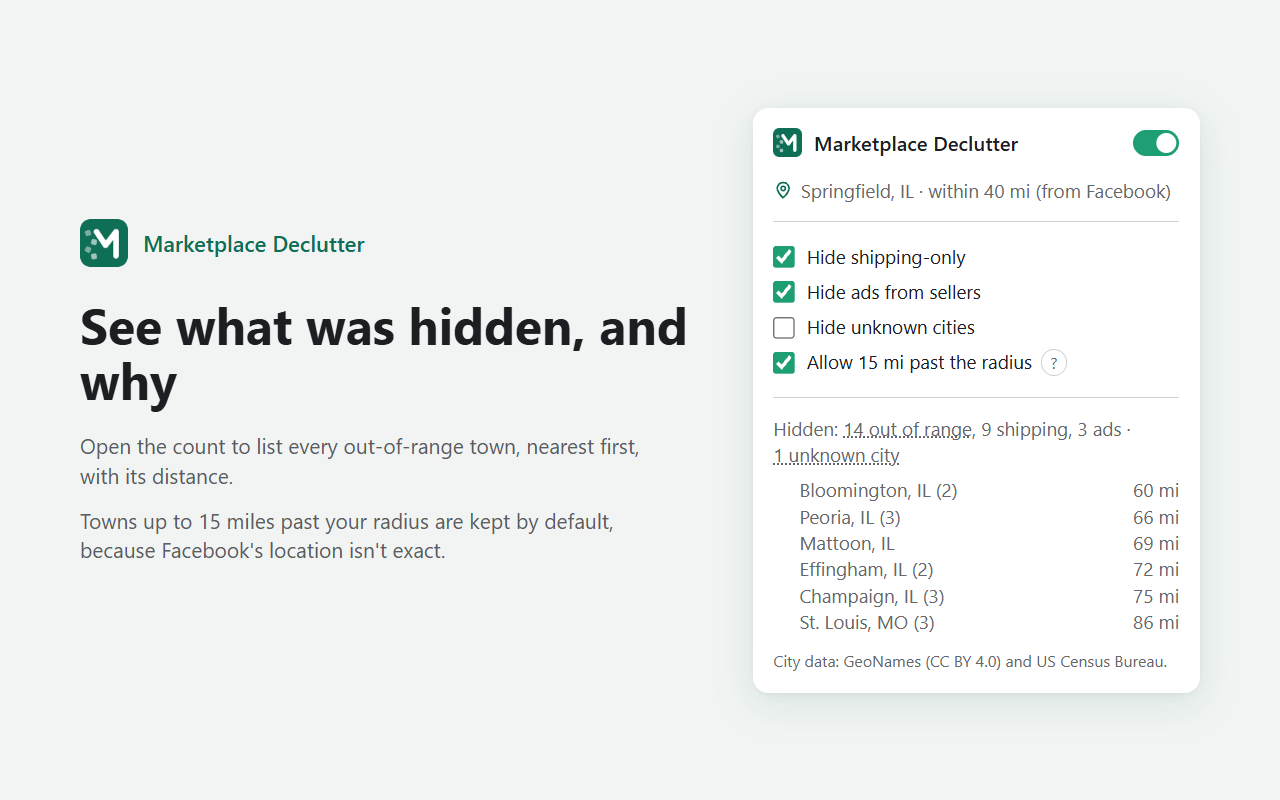 Marketplace Declutter
See what was hidden, and
why
Open the count to list every out-of-range town, nearest first,
with its distance.
Towns up to 15 miles past your radius are kept by default,
because Facebook's location isn't exact.
Marketplace Declutter
Springfield, IL · within 40 mi (from Facebook)
Hide shipping-only
Hide ads from sellers
Hide unknown cities
Allow 15 mi past the radius ?
Hidden: 14 out of range, 9 shipping, 3 ads ·
1 unknown city
Bloomington, IL (2) 60 mi
Peoria, IL (3) 66 mi
Mattoon, IL 69 mi
Effingham, IL (2) 72 mi
Champaign, IL (3) 75 mi
St. Louis, MO (3) 86 mi
City data: GeoNames (CC BY 4.0) and US Census Bureau.